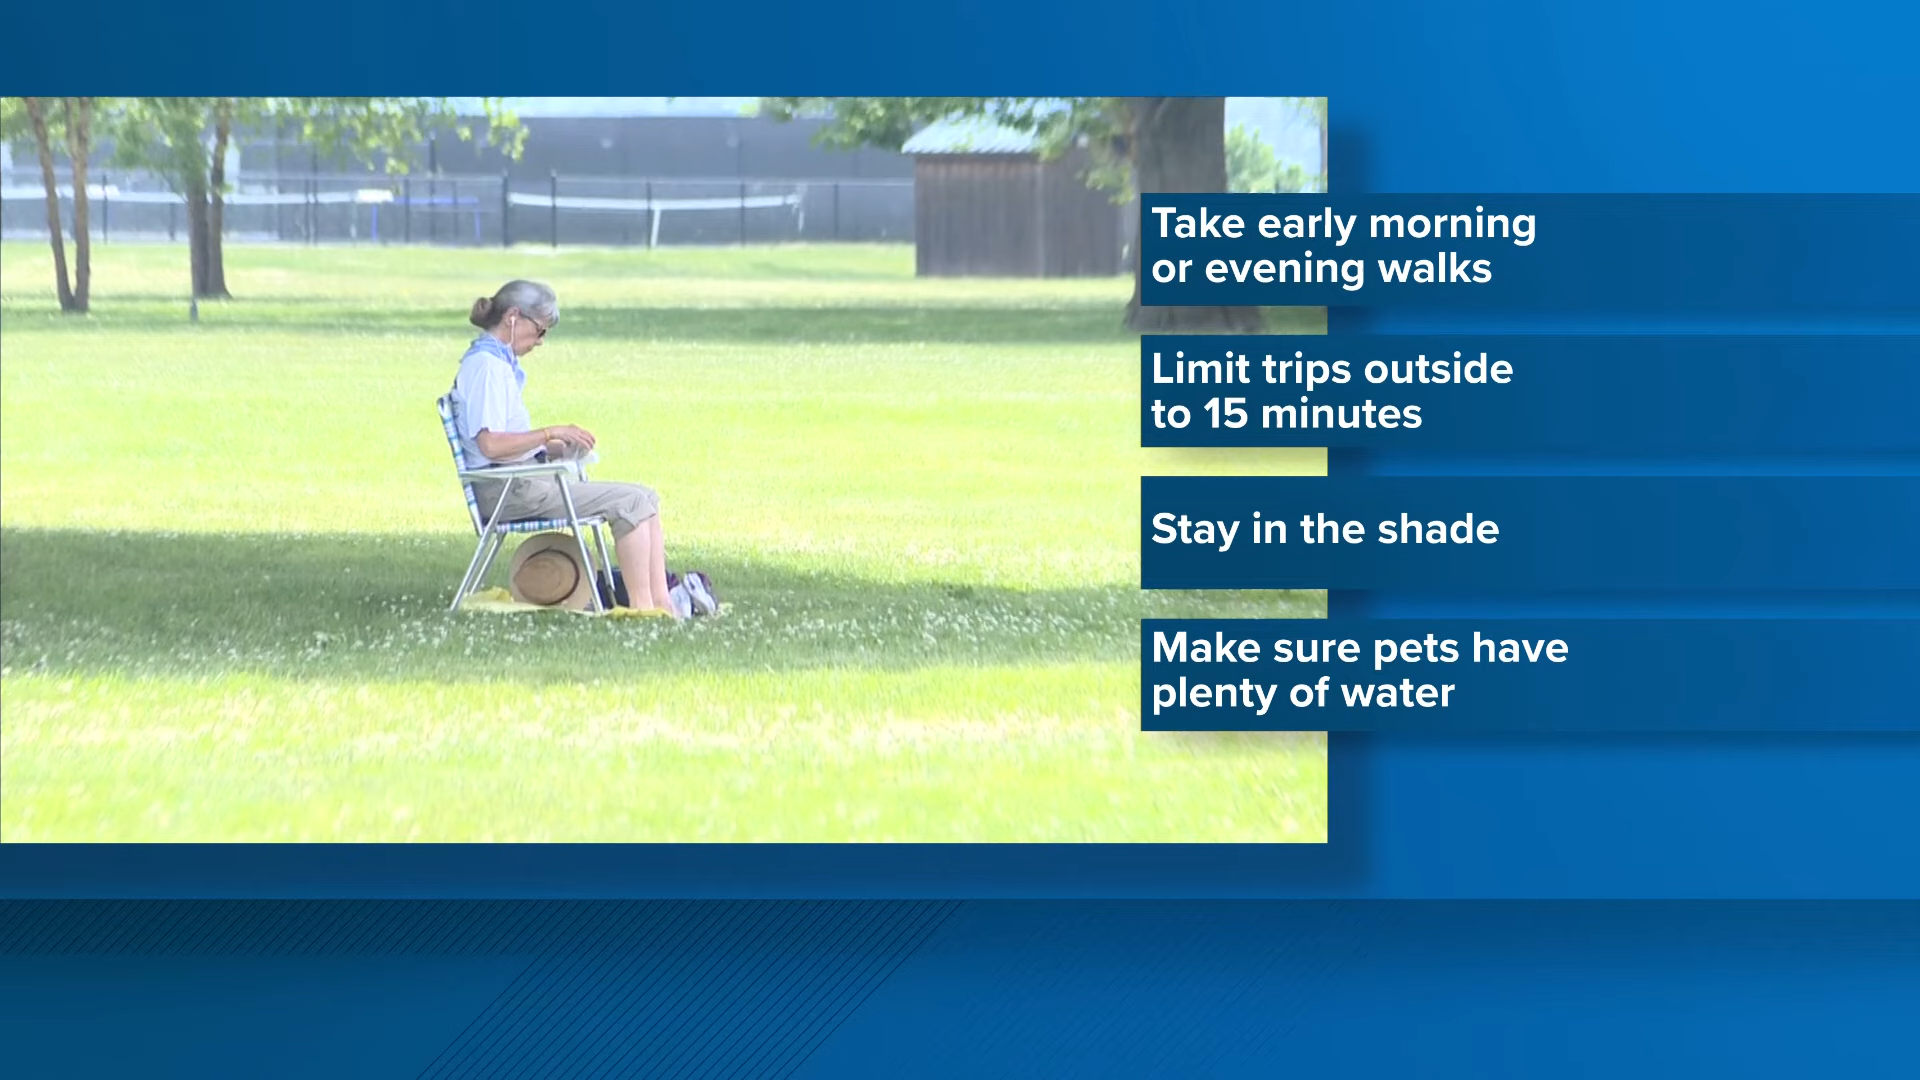 Take early morning
or evening walks
Limit trips outside
to 15 minutes
Stay in the shade
Make sure pets have
plenty of water